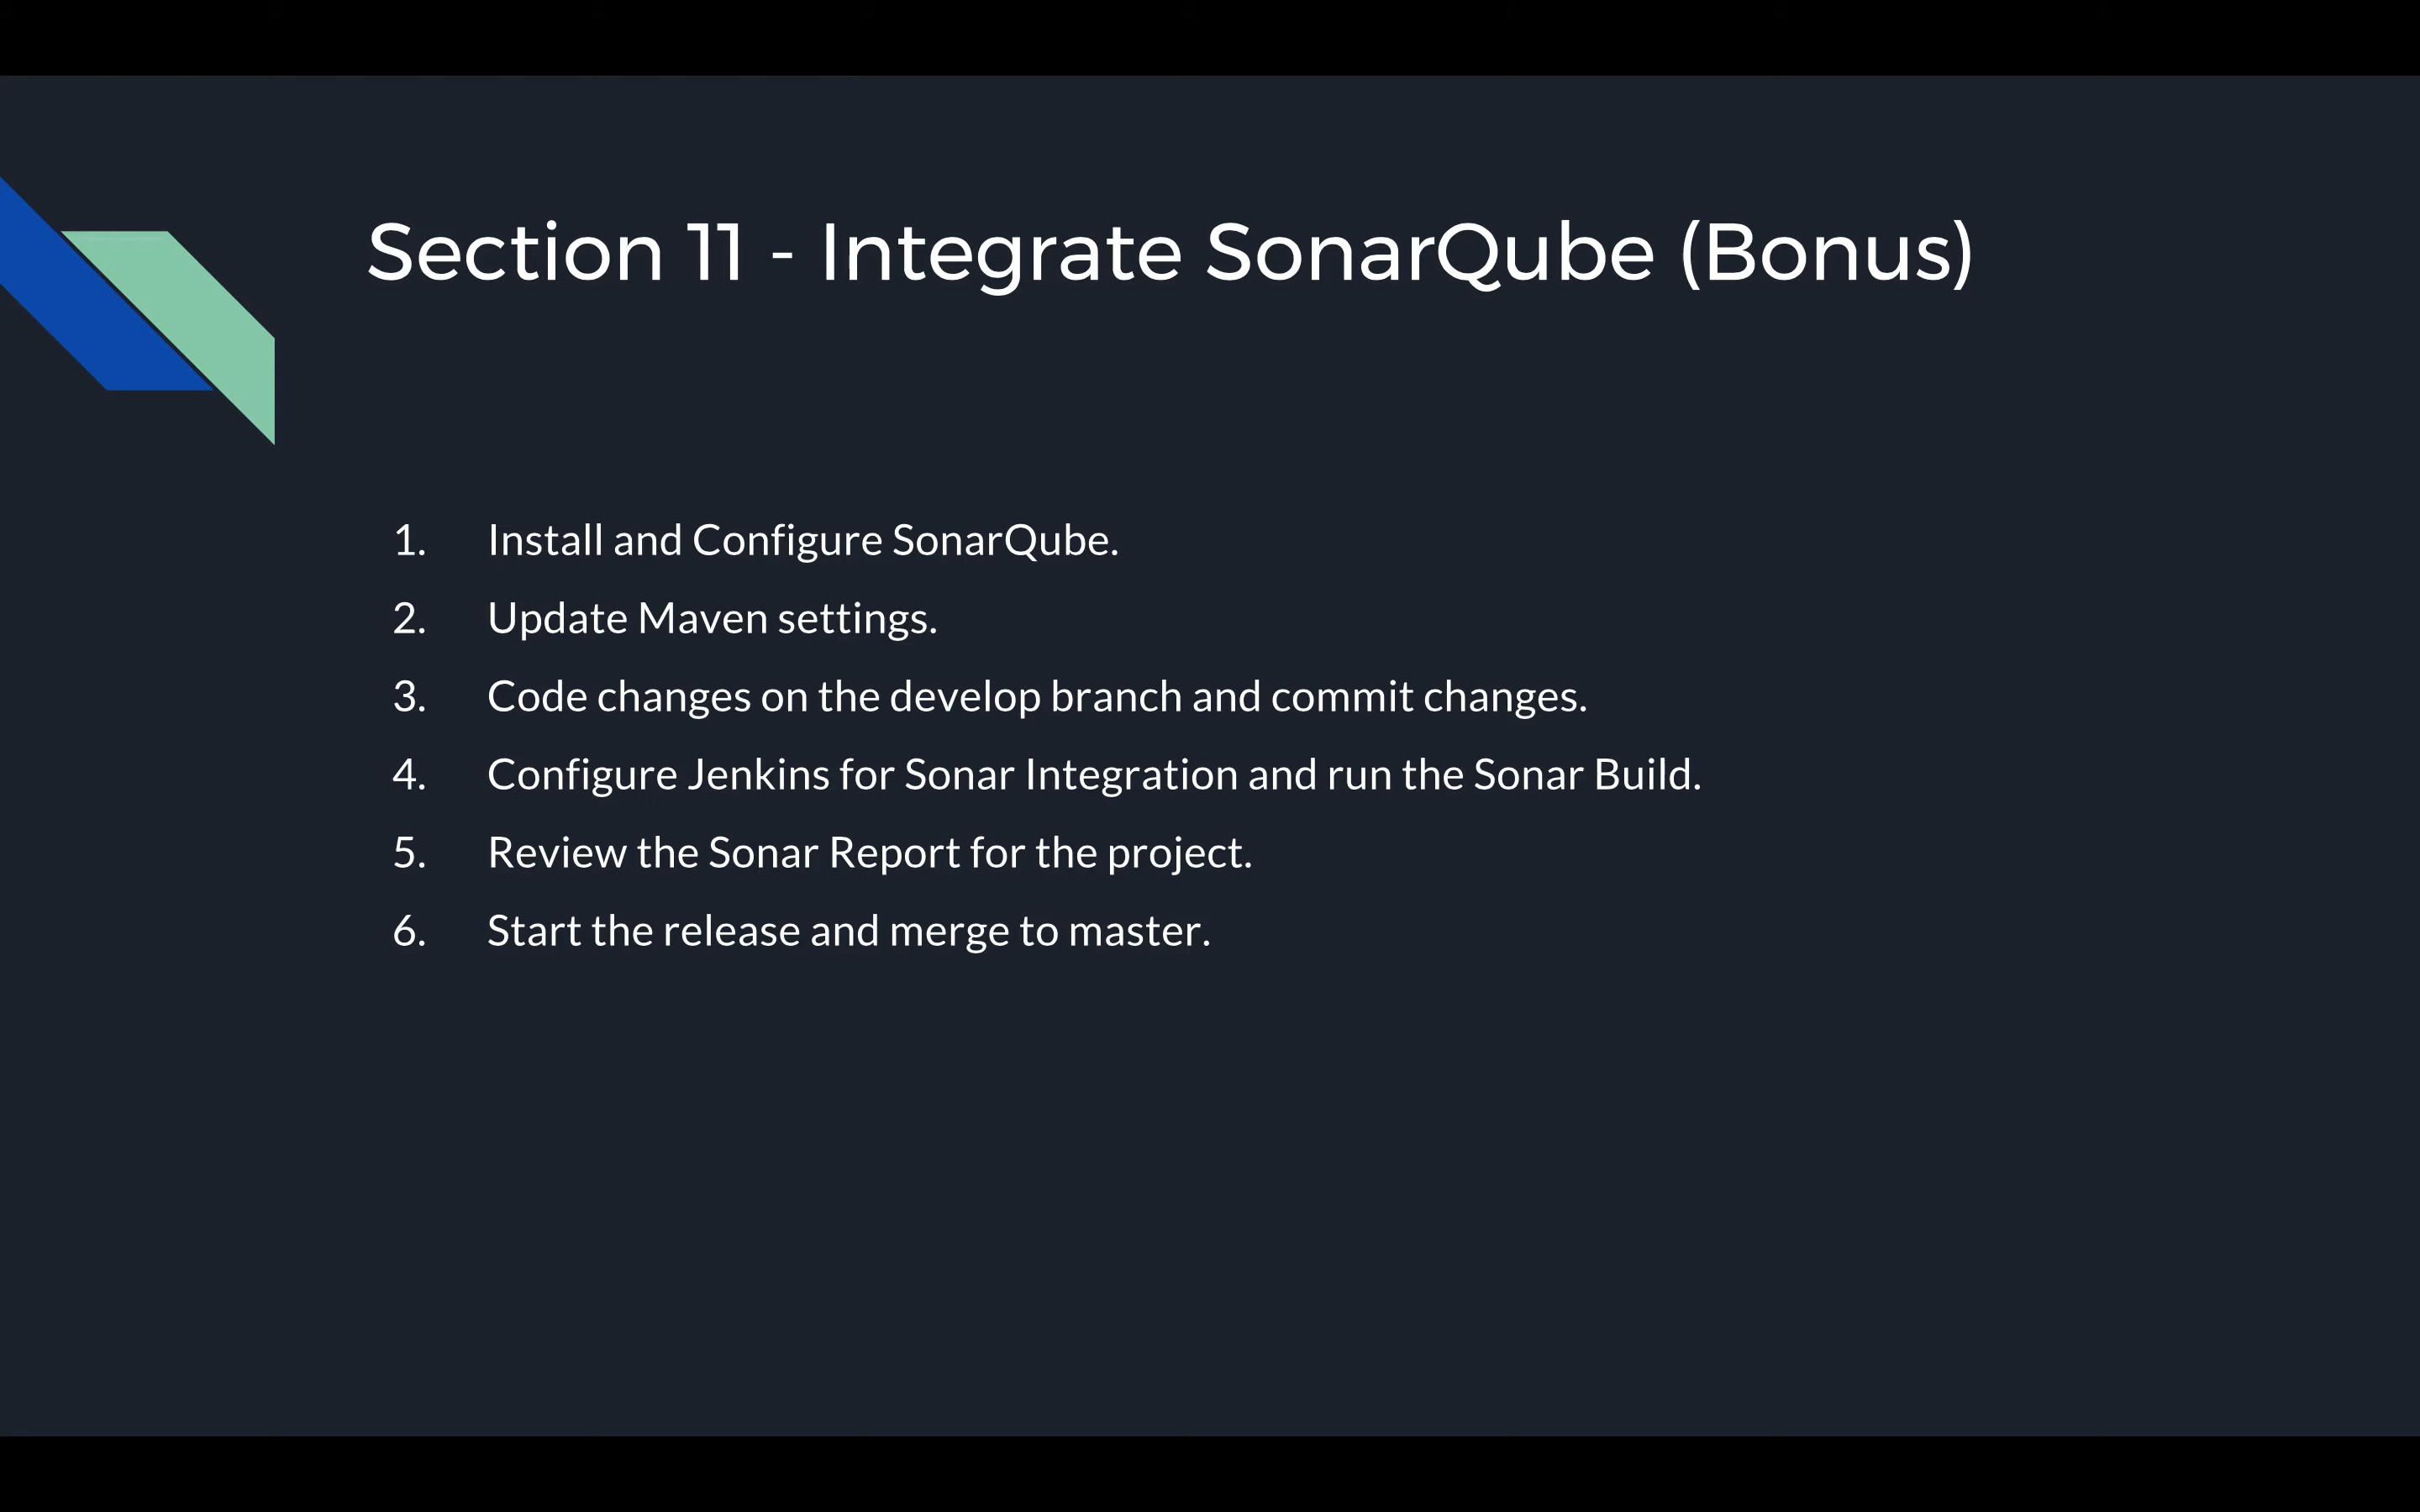 Section 11 - Integrate SonarQube (Bonus)
1. Install and Configure SonarQube.
2. Update Maven settings.
3. Code changes on the develop branch and commit changes.
4. Configure Jenkins for Sonar Integration and run the Sonar Build.
5. Review the Sonar Report for the project.
6. Start the release and merge to master.